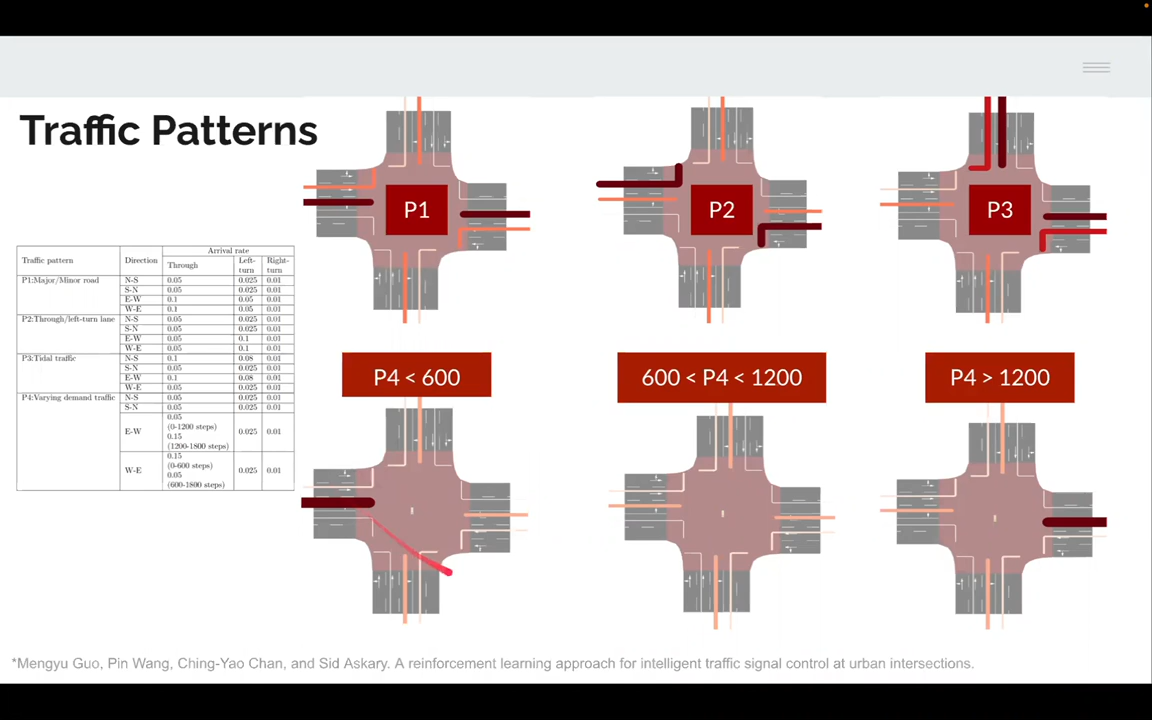 Traffic Patterns
P1
P2
P3
Traffic pattern Direction Arrival rate
Through Left-turn Right-turn
P1:Major/Minor road N-S 0.05 0.025 0.01
S-N 0.05 0.025 0.01
E-W 0.1 0.05 0.01
W-E 0.1 0.05 0.01
P2:Through/left-turn lane N-S 0.05 0.025 0.01
S-N 0.05 0.025 0.01
E-W 0.05 0.1 0.01
W-E 0.05 0.1 0.01
P3:Tidal traffic N-S 0.1 0.08 0.01
S-N 0.05 0.025 0.01
E-W 0.1 0.08 0.01
W-E 0.05 0.025 0.01
P4:Varying demand traffic N-S 0.05 0.025 0.01
S-N 0.05 0.025 0.01
E-W 0.05 (0-1200 steps) 0.15 (1200-1800 steps) 0.025 0.01
W-E 0.15 (0-600 steps) 0.05 (600-1800 steps) 0.025 0.01
P4 < 600
600 < P4 < 1200
P4 > 1200
*Mengyu Guo, Pin Wang, Ching-Yao Chan, and Sid Askary. A reinforcement learning approach for intelligent traffic signal control at urban intersections.